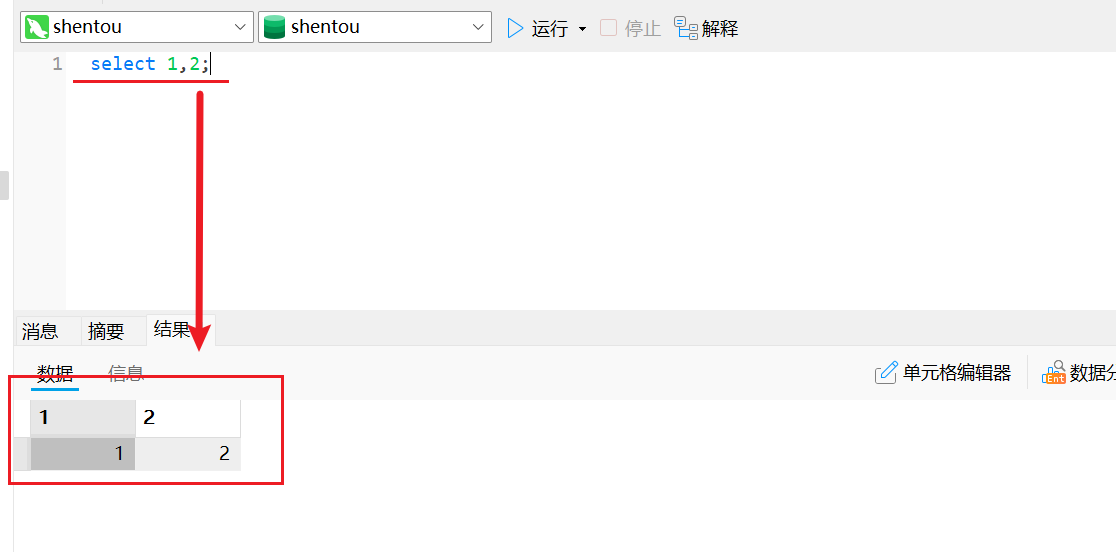 shentou shentou 运行 停止 解释
1 select 1,2;
消息 摘要 结果
数据 信息 单元格编辑器 Ent 数据
1 2
1 2